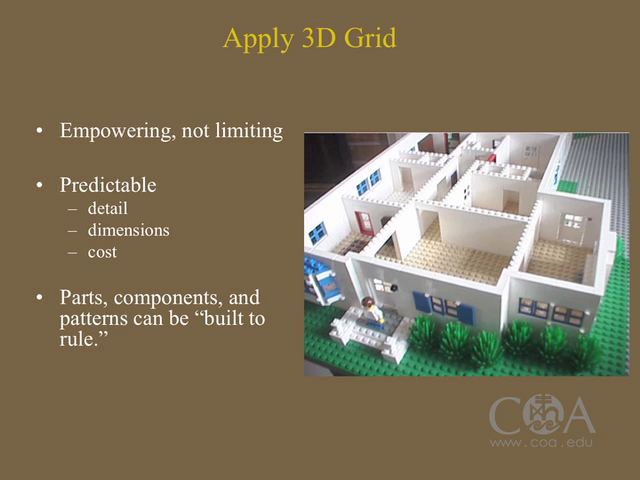 Apply 3D Grid
• Empowering, not limiting
• Predictable
– detail
– dimensions
– cost
• Parts, components, and
patterns can be “built to
rule.”
COA
www.coa.edu